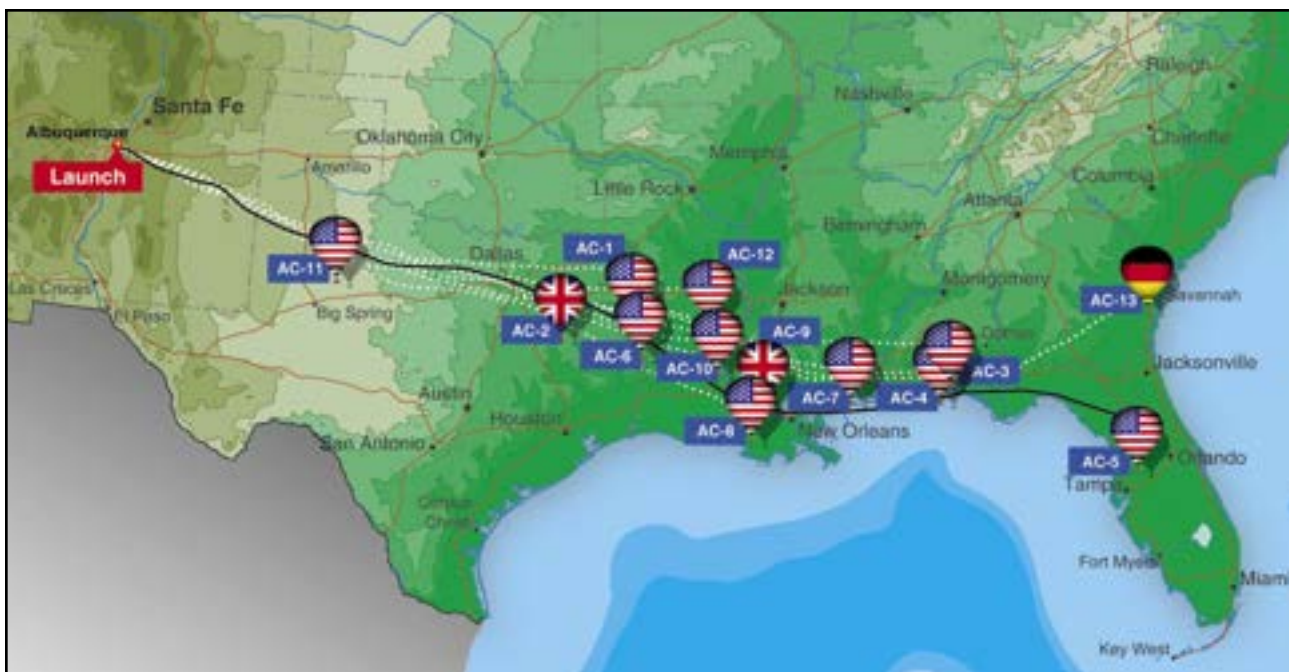 Raleigh
Nashville
Santa Fe
Charlotte
Albuquerque
Oklahoma City
Memphis
Launch
Amarillo
Little Rock
Columbia
Atlanta
Birmingham
Dallas
AC-1
AC-12
AC-11
Montgomery
Las Cruces
Jackson
AC-13
Savannah
El Paso
Big Spring
AC-2
AC-9
AC-6
AC-10
Jacksonville
AC-3
Austin
AC-7
AC-4
AC-8
New Orleans
Houston
San Antonio
AC-5
Orlando
Tampa
Corpus
Christi
Fort Myers
Miami
Key West